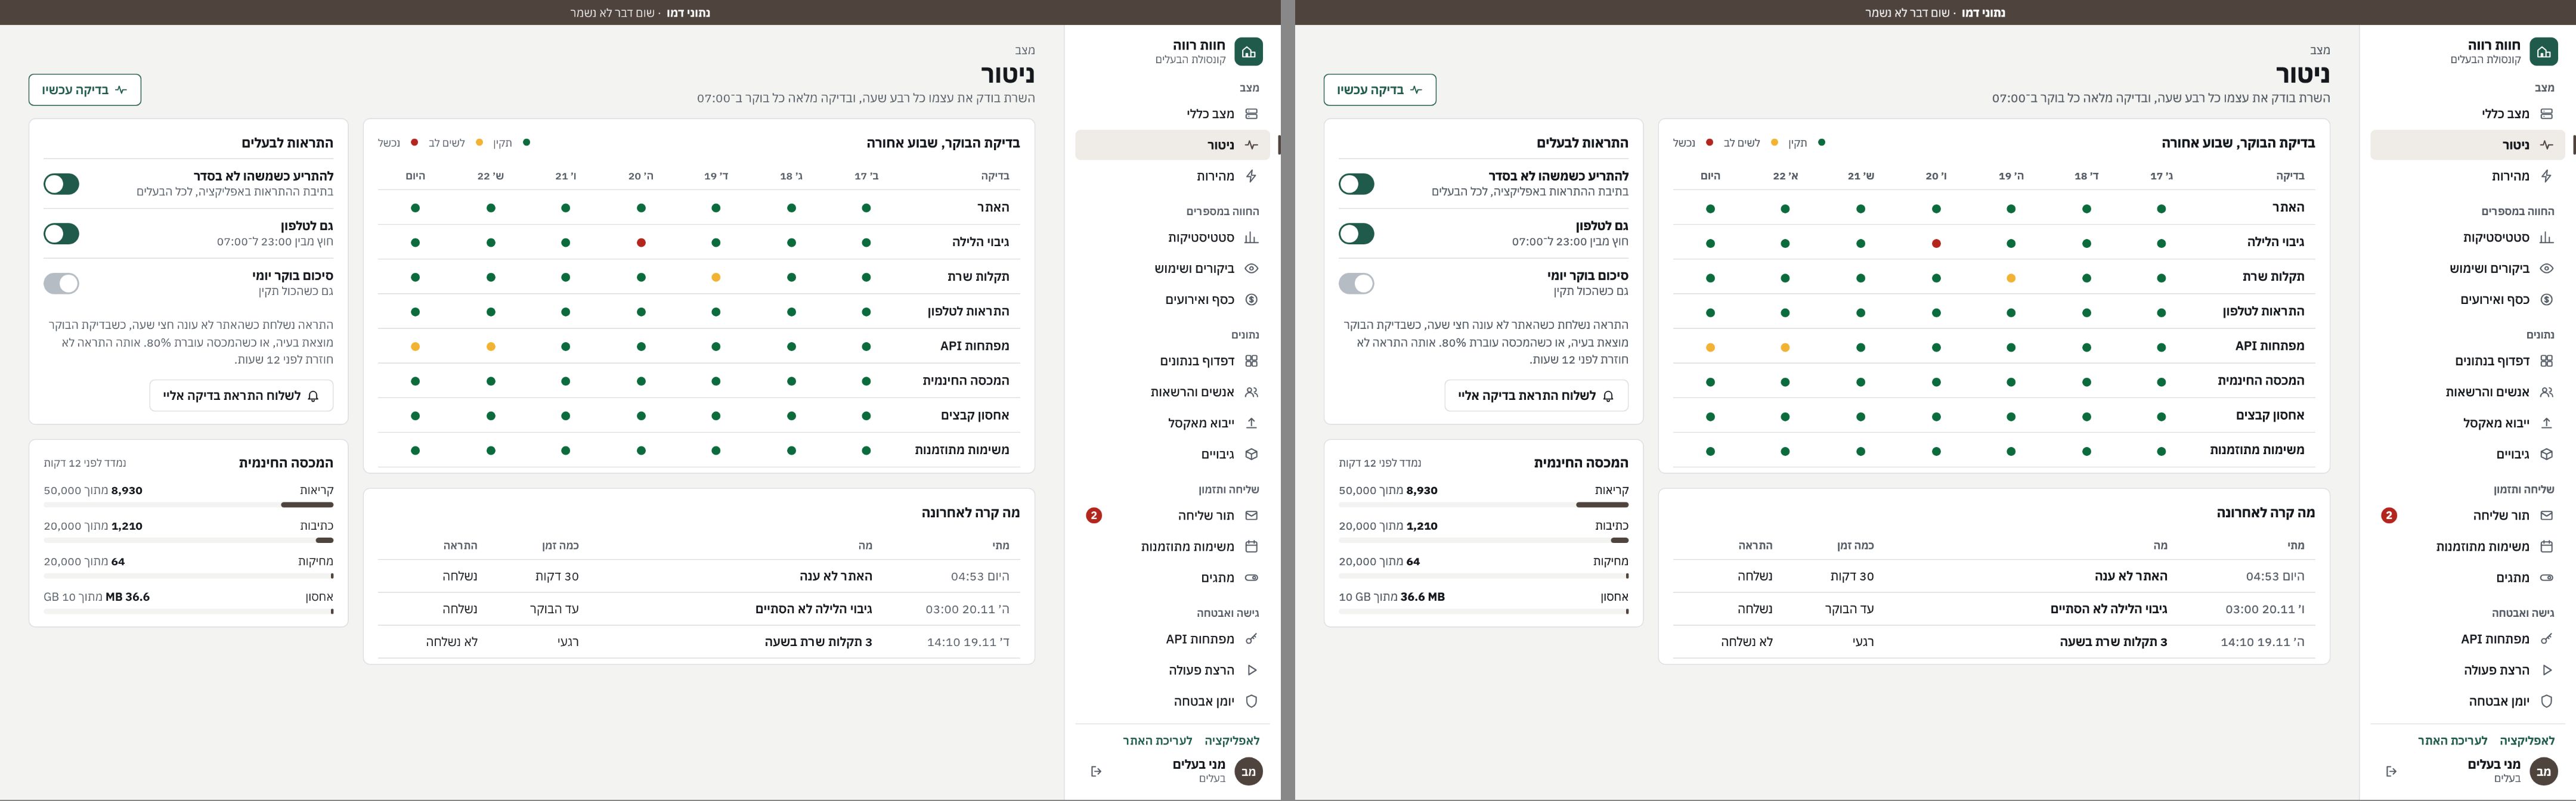 נתוני דמו · שום דבר לא נשמר
חוות רווה
קונסולת הבעלים
מצב
מצב כללי
ניטור
מהירות
החווה במספרים
סטטיסטיקות
ביקורים ושימוש
כסף ואירועים
נתונים
דפדוף בנתונים
אנשים והרשאות
ייבוא מאקסל
גיבויים
שליחה ותזמון
תור שליחה 2
משימות מתוזמנות
מתגים
גישה ואבטחה
מפתחות API
הרצת פעולה
יומן אבטחה
לאפליקציה לעריכת האתר
מב
מני בעלים
בעלים
מצב
ניטור
השרת בודק את עצמו כל רבע שעה, ובדיקה מלאה כל בוקר ב־07:00
בדיקה עכשיו
בדיקת הבוקר, שבוע אחורה
תקין לשים לב נכשל
בדיקה ג׳ 17 ד׳ 18 ה׳ 19 ו׳ 20 ש׳ 21 א׳ 22 היום
האתר
גיבוי הלילה
תקלות שרת
התראות לטלפון
מפתחות API
המכסה החינמית
אחסון קבצים
משימות מתוזמנות
מה קרה לאחרונה
מתי מה כמה זמן התראה
היום 04:53 האתר לא ענה 30 דקות נשלחה
ו׳ 20.11 03:00 גיבוי הלילה לא הסתיים עד הבוקר נשלחה
ה׳ 19.11 14:10 3 תקלות שרת בשעה רגעי לא נשלחה
התראות לבעלים
להתריע כשמשהו לא בסדר
בתיבת ההתראות באפליקציה, לכל הבעלים
גם לטלפון
חוץ מבין 23:00 ל־07:00
סיכום בוקר יומי
גם כשהכול תקין
התראה נשלחת כשהאתר לא עונה חצי שעה, כשבדיקת הבוקר
מוצאת בעיה, או כשהמכסה עוברת 80%. אותה התראה לא
חוזרת לפני 12 שעות.
לשלוח התראת בדיקה אליי
המכסה החינמית נמדד לפני 12 דקות
קריאות 8,930 מתוך 50,000
כתיבות 1,210 מתוך 20,000
מחיקות 64 מתוך 20,000
אחסון 36.6 MB מתוך 10 GB
נתוני דמו · שום דבר לא נשמר
חוות רווה
קונסולת הבעלים
מצב
מצב כללי
ניטור
מהירות
החווה במספרים
סטטיסטיקות
ביקורים ושימוש
כסף ואירועים
נתונים
דפדוף בנתונים
אנשים והרשאות
ייבוא מאקסל
גיבויים
שליחה ותזמון
תור שליחה 2
משימות מתוזמנות
מתגים
גישה ואבטחה
מפתחות API
הרצת פעולה
יומן אבטחה
לאפליקציה לעריכת האתר
מב
מני בעלים
בעלים
מצב
ניטור
השרת בודק את עצמו כל רבע שעה, ובדיקה מלאה כל בוקר ב־07:00
בדיקה עכשיו
בדיקת הבוקר, שבוע אחורה
תקין לשים לב נכשל
בדיקה ב׳ 17 ג׳ 18 ד׳ 19 ה׳ 20 ו׳ 21 ש׳ 22 היום
האתר
גיבוי הלילה
תקלות שרת
התראות לטלפון
מפתחות API
המכסה החינמית
אחסון קבצים
משימות מתוזמנות
מה קרה לאחרונה
מתי מה כמה זמן התראה
היום 04:53 האתר לא ענה 30 דקות נשלחה
ה׳ 20.11 03:00 גיבוי הלילה לא הסתיים עד הבוקר נשלחה
ד׳ 19.11 14:10 3 תקלות שרת בשעה רגעי לא נשלחה
התראות לבעלים
להתריע כשמשהו לא בסדר
בתיבת ההתראות באפליקציה, לכל הבעלים
גם לטלפון
חוץ מבין 23:00 ל־07:00
סיכום בוקר יומי
גם כשהכול תקין
התראה נשלחת כשהאתר לא עונה חצי שעה, כשבדיקת הבוקר
מוצאת בעיה, או כשהמכסה עוברת 80%. אותה התראה לא
חוזרת לפני 12 שעות.
לשלוח התראת בדיקה אליי
המכסה החינמית נמדד לפני 12 דקות
קריאות 8,930 מתוך 50,000
כתיבות 1,210 מתוך 20,000
מחיקות 64 מתוך 20,000
אחסון 36.6 MB מתוך 10 GB